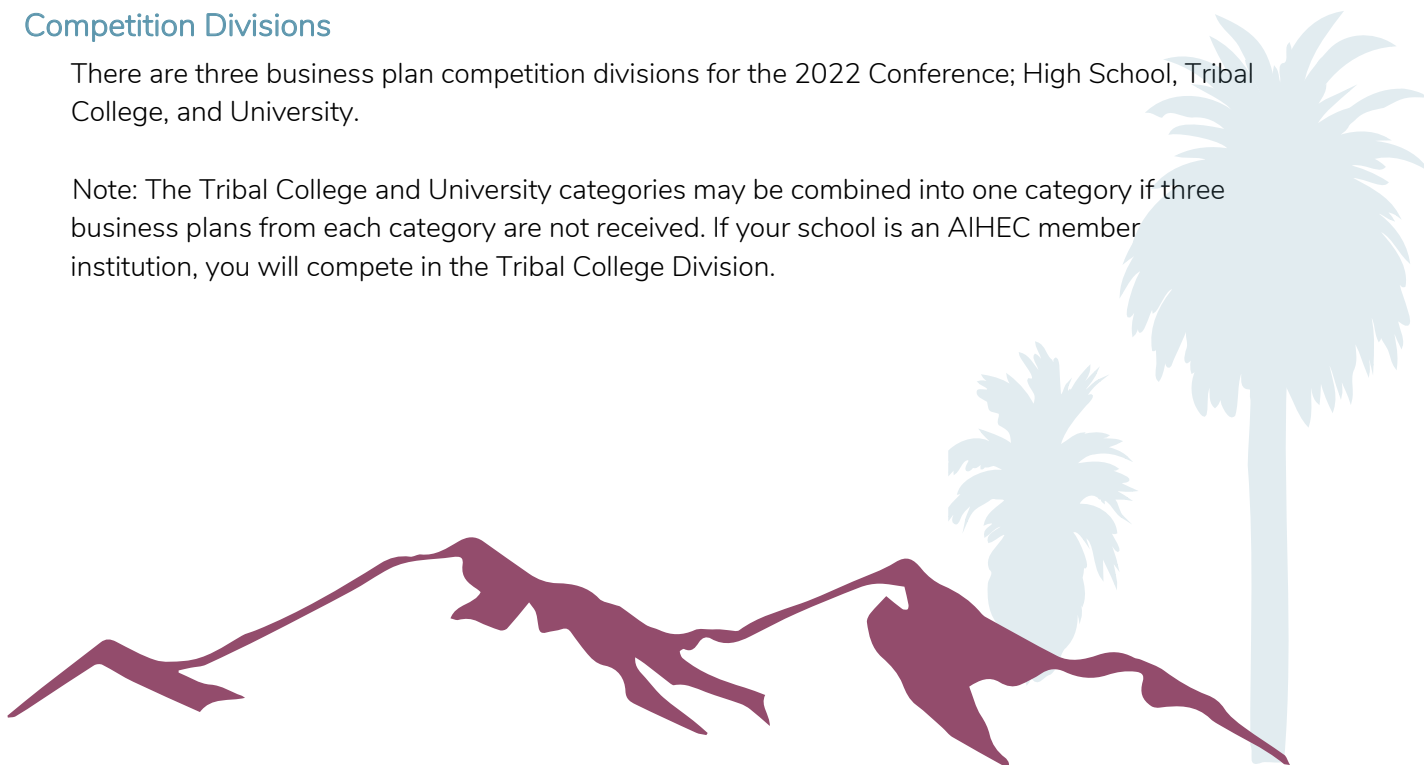 Competition Divisions
There are three business plan competition divisions for the 2022 Conference; High School, Tribal
College, and University.
Note: The Tribal College and University categories may be combined into one category if three
business plans from each category are not received. If your school is an AIHEC member
institution, you will compete in the Tribal College Division.